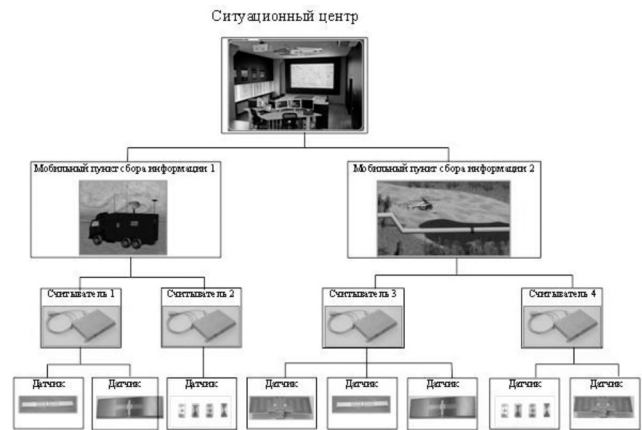 Ситуационный центр
Мобильный пункт сбора информации 1
Мобильный пункт сбора информации 2
Считыватель 1
Считыватель 2
Считыватель 3
Считыватель 4
Датчик
Датчик
Датчик
Датчик
Датчик
Датчик
Датчик
Датчик